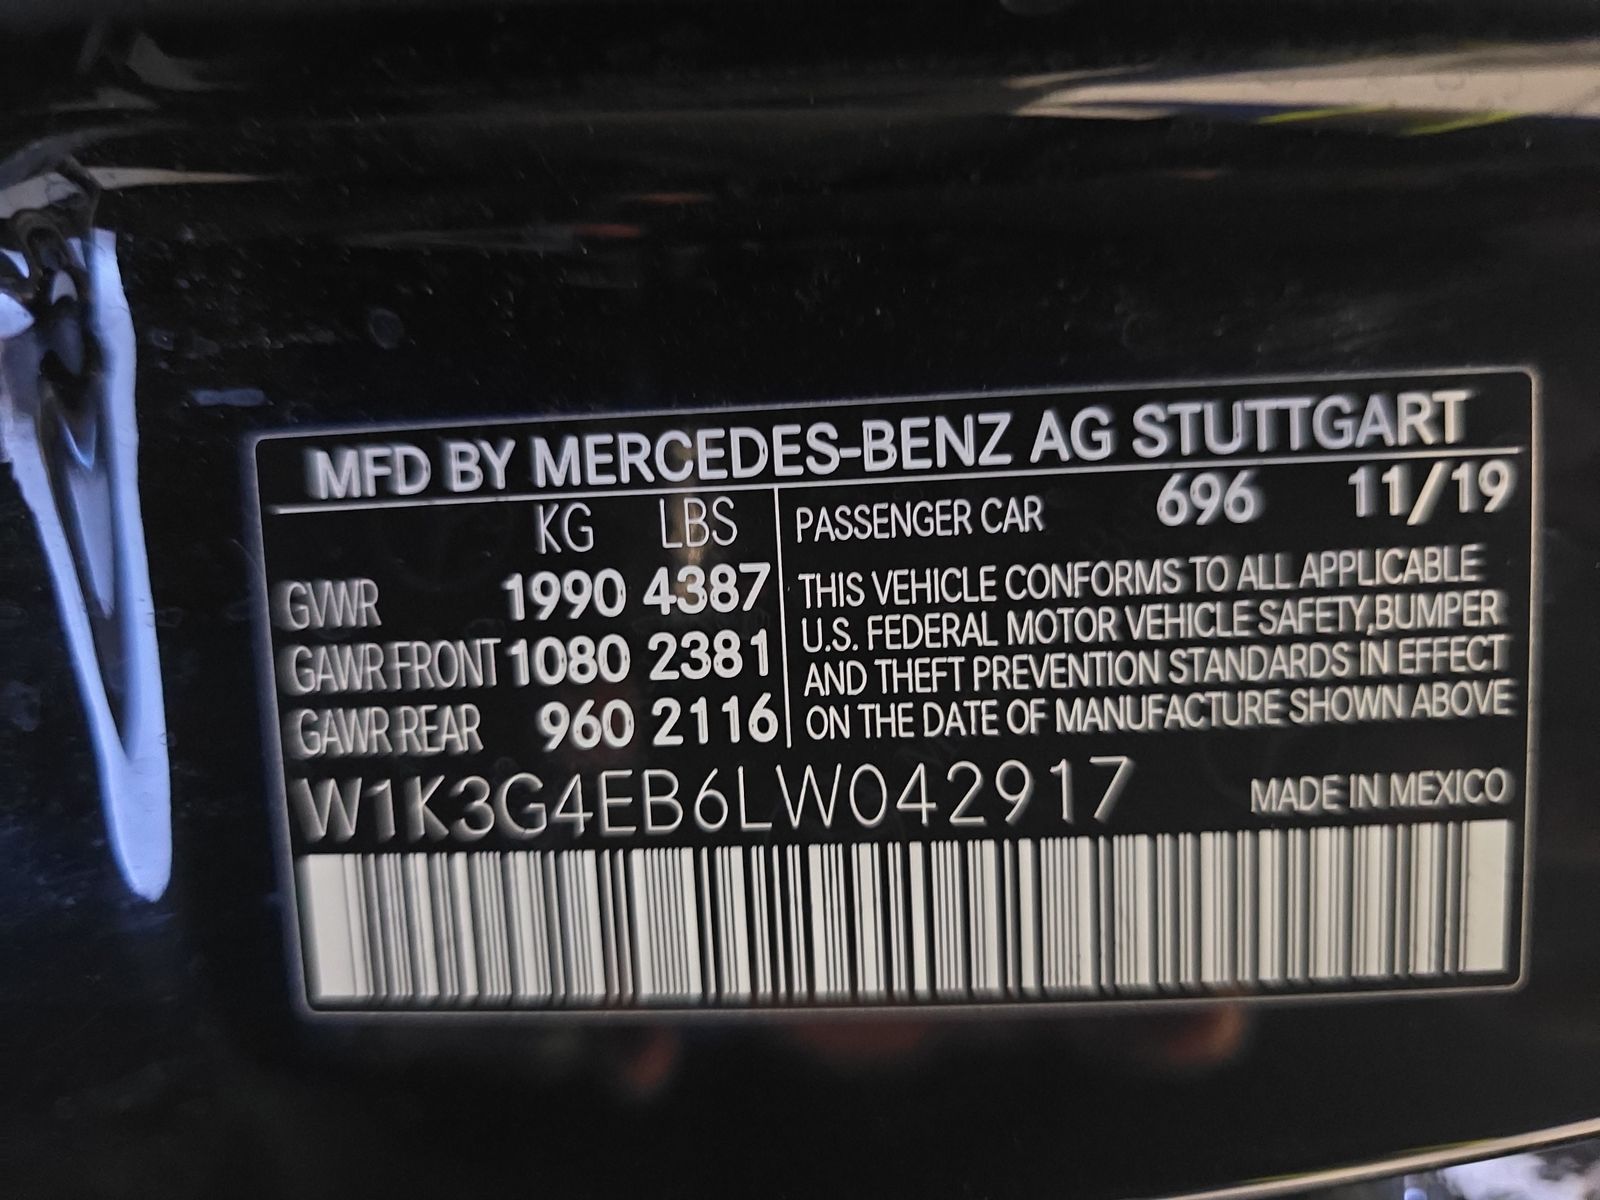 MFD BY MERCEDES-BENZ AG STUTTGART
KG LBS
GVWR 1990 4387
GAWR FRONT 1080 2381
GAWR REAR 960 2116
PASSENGER CAR 696 11/19
THIS VEHICLE CONFORMS TO ALL APPLICABLE
U.S. FEDERAL MOTOR VEHICLE SAFETY,BUMPER
AND THEFT PREVENTION STANDARDS IN EFFECT
ON THE DATE OF MANUFACTURE SHOWN ABOVE
W1K3G4EB6LW042917
MADE IN MEXICO